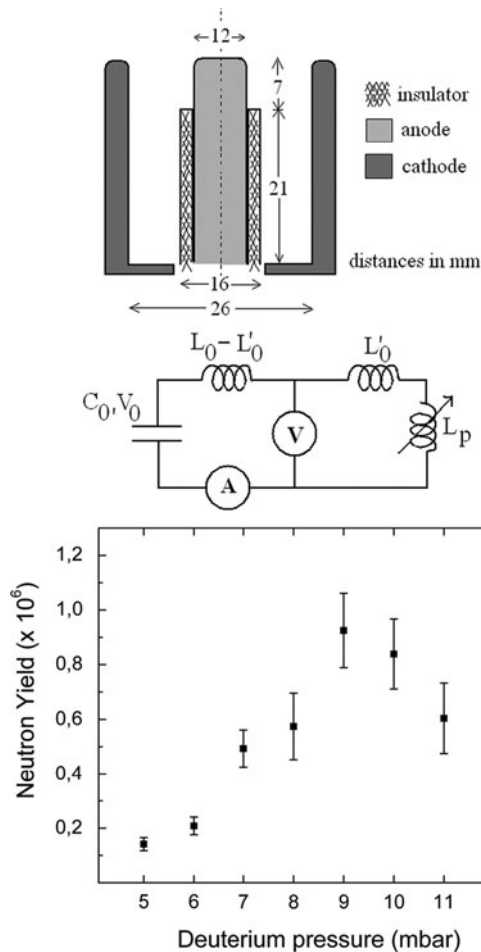 12
7
insulator
anode
21
cathode
distances in mm
16
26
L0 – L'0
L'0
C0,V0
V
Lp
A
1,2
1,0
0,8
0,6
0,4
0,2
Neutron Yield (x 10^6)
5 6 7 8 9 10 11
Deuterium pressure (mbar)